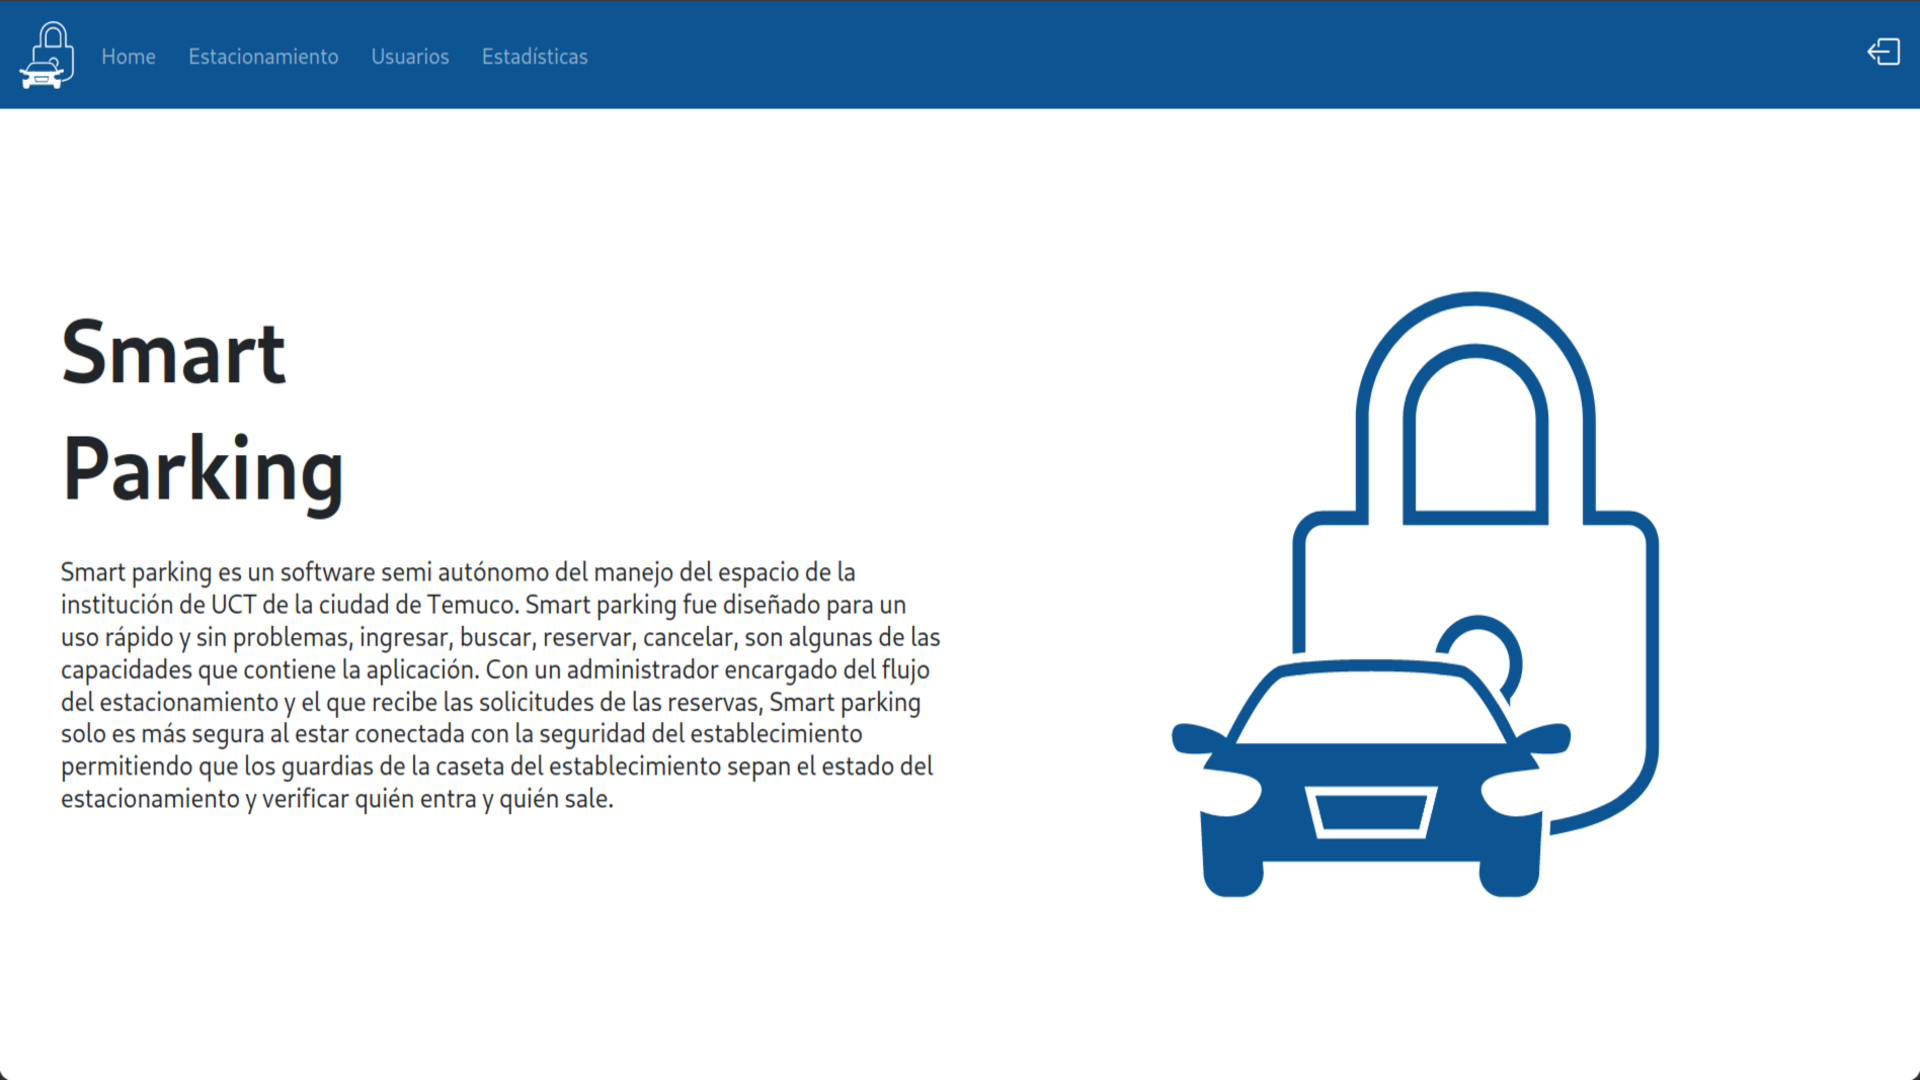 Home Estacionamiento Usuarios Estadísticas
Smart
Parking
Smart parking es un software semi autónomo del manejo del espacio de la
institución de UCT de la ciudad de Temuco. Smart parking fue diseñado para un
uso rápido y sin problemas, ingresar, buscar, reservar, cancelar, son algunas de las
capacidades que contiene la aplicación. Con un administrador encargado del flujo
del estacionamiento y el que recibe las solicitudes de las reservas, Smart parking
solo es más segura al estar conectada con la seguridad del establecimiento
permitiendo que los guardias de la caseta del establecimiento sepan el estado del
estacionamiento y verificar quién entra y quién sale.